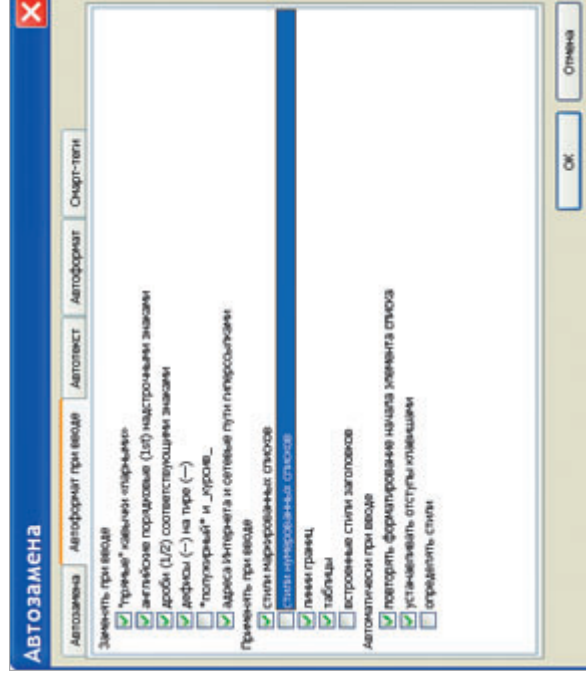 Автозамена
Автозамена Автоформат при вводе Автотекст Автоформат Смарт-теги
Заменять при вводе
"прямые" кавычки «парными»
английские порядковые (1st) надстрочными знаками
дроби (1/2) соответствующими знаками
дефисы (--) на тире (—)
*полужирный* и _курсив_
адреса Интернета и сетевые пути гиперссылками
Применять при вводе
стили маркированных списков
стили нумерованных списков
линии границ
таблицы
встроенные стили заголовков
Автоматически при вводе
повторять форматирование начала элемента списка
устанавливать отступы клавишами
определять стили
ОК Отмена